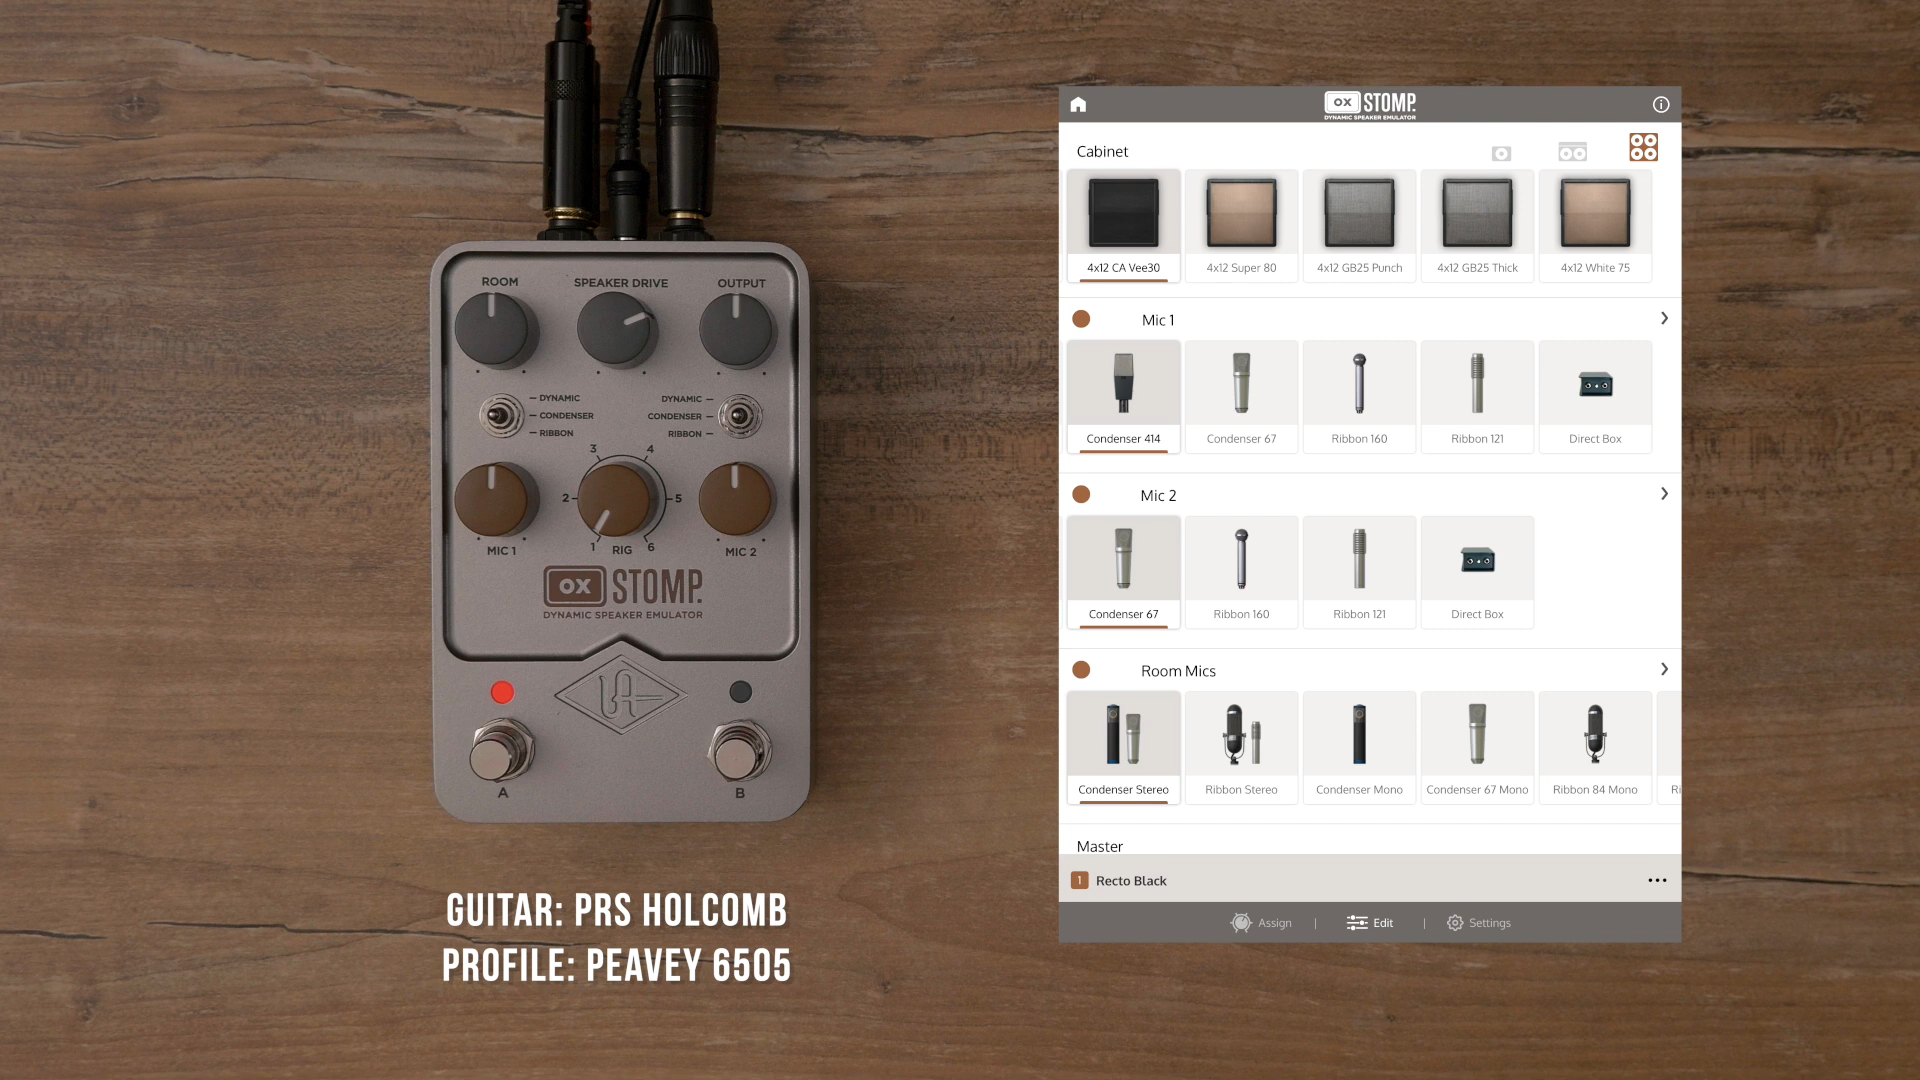 ROOM
SPEAKER DRIVE
OUTPUT
DYNAMIC
CONDENSER
RIBBON
DYNAMIC
CONDENSER
RIBBON
3
4
2
5
1
6
MIC 1
RIG
MIC 2
OX STOMP.
DYNAMIC SPEAKER EMULATOR
A
B
GUITAR: PRS HOLCOMB
PROFILE: PEAVEY 6505
OX STOMP.
DYNAMIC SPEAKER EMULATOR
Cabinet
4x12 CA Vee30
4x12 Super 80
4x12 GB25 Punch
4x12 GB25 Thick
4x12 White 75
Mic 1
Condenser 414
Condenser 67
Ribbon 160
Ribbon 121
Direct Box
Mic 2
Condenser 67
Ribbon 160
Ribbon 121
Direct Box
Room Mics
Condenser Stereo
Ribbon Stereo
Condenser Mono
Condenser 67 Mono
Ribbon 84 Mono
Ri
Master
1 Recto Black
Assign | Edit | Settings